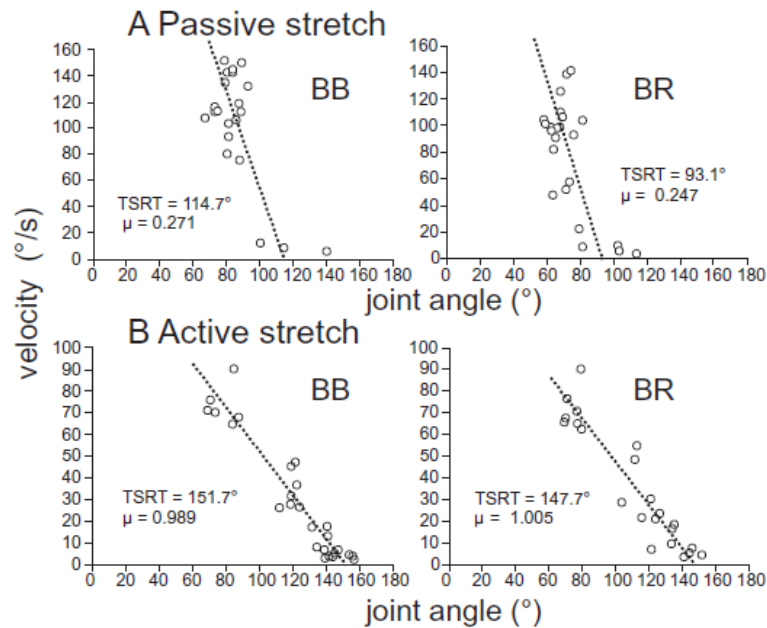 A Passive stretch
160
140
120
100
80
60
40
20
0
BB
TSRT = 114.7°
μ = 0.271
0 20 40 60 80 100 120 140 160 180
160
140
120
100
80
60
40
20
0
BR
TSRT = 93.1°
μ = 0.247
0 20 40 60 80 100 120 140 160 180
joint angle (°)
velocity (°/s)
B Active stretch
100
90
80
70
60
50
40
30
20
10
0
BB
TSRT = 151.7°
μ = 0.989
0 20 40 60 80 100 120 140 160 180
100
90
80
70
60
50
40
30
20
10
0
BR
TSRT = 147.7°
μ = 1.005
0 20 40 60 80 100 120 140 160 180
joint angle (°)